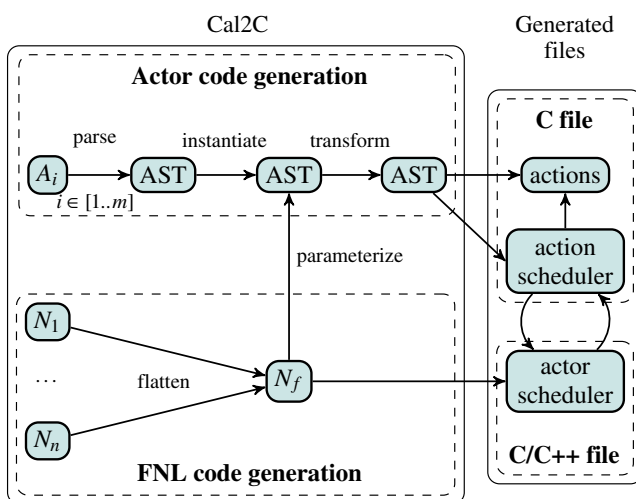 Cal2C
Generated
files
Actor code generation
C file
parse
instantiate
transform
A_i
AST
AST
AST
actions
i ∈ [1..m]
action
scheduler
parameterize
N_1
...
flatten
N_f
N_n
actor
scheduler
FNL code generation
C/C++ file